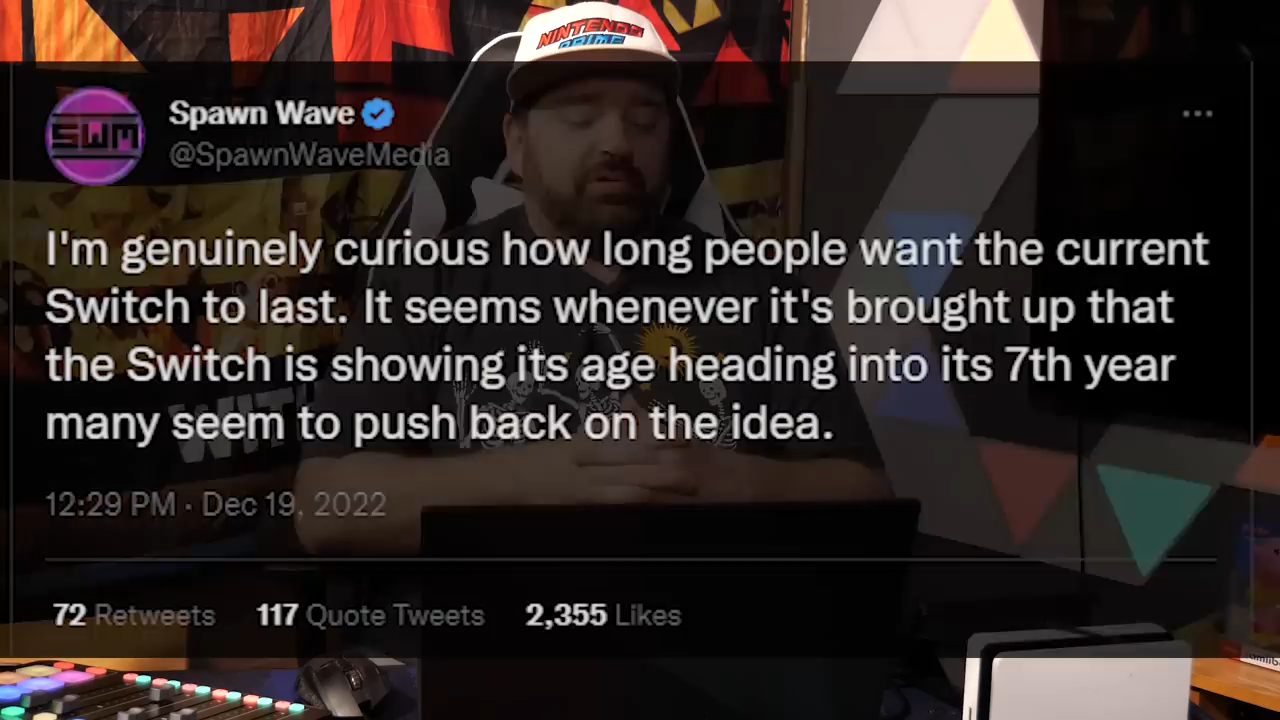 NINTENDO
PRIME
SWM
Spawn Wave
@SpawnWaveMedia
I'm genuinely curious how long people want the current
Switch to last. It seems whenever it's brought up that
the Switch is showing its age heading into its 7th year
many seem to push back on the idea.
12:29 PM · Dec 19, 2022
72 Retweets 117 Quote Tweets 2,355 Likes